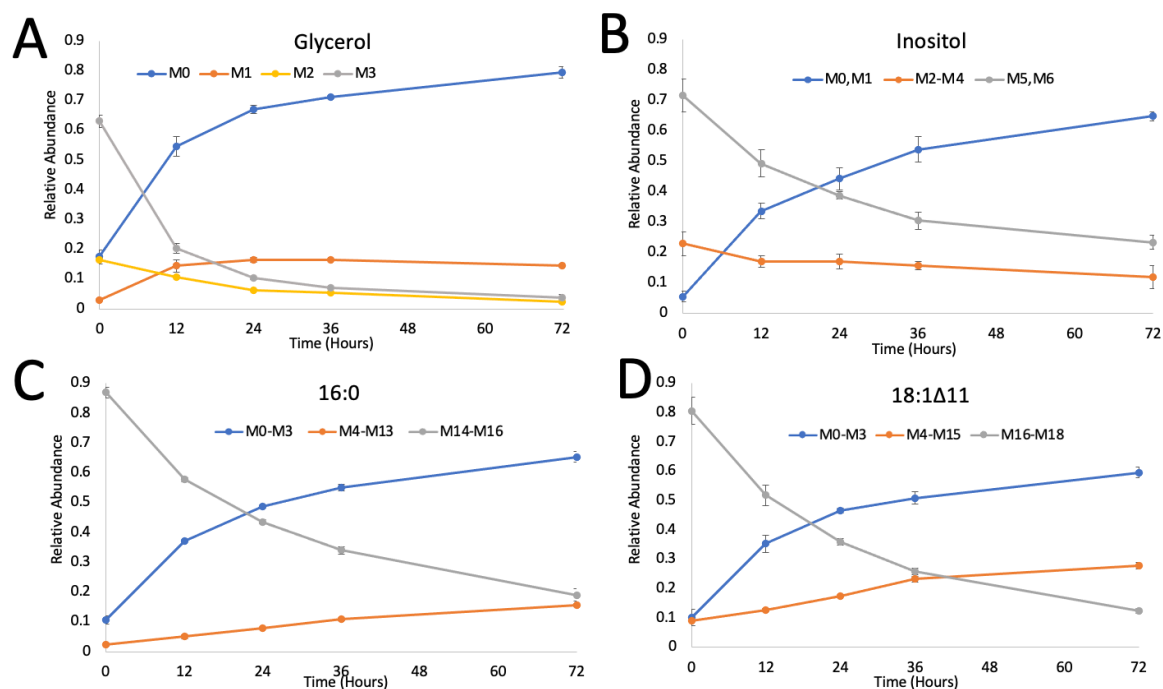 A
Glycerol
M0 M1 M2 M3
0.9
0.8
0.7
0.6
0.5
0.4
0.3
0.2
0.1
0
Relative Abundance
0 12 24 36 48 60 72
Time (Hours)
B
Inositol
M0,M1 M2-M4 M5,M6
0.9
0.8
0.7
0.6
0.5
0.4
0.3
0.2
0.1
0
Relative Abundance
0 12 24 36 48 60 72
Time (Hours)
C
16:0
M0-M3 M4-M13 M14-M16
0.9
0.8
0.7
0.6
0.5
0.4
0.3
0.2
0.1
0
Relative Abundance
0 12 24 36 48 60 72
Time (Hours)
D
18:1Δ11
M0-M3 M4-M15 M16-M18
0.9
0.8
0.7
0.6
0.5
0.4
0.3
0.2
0.1
0
Relative Abundance
0 12 24 36 48 60 72
Time (Hours)